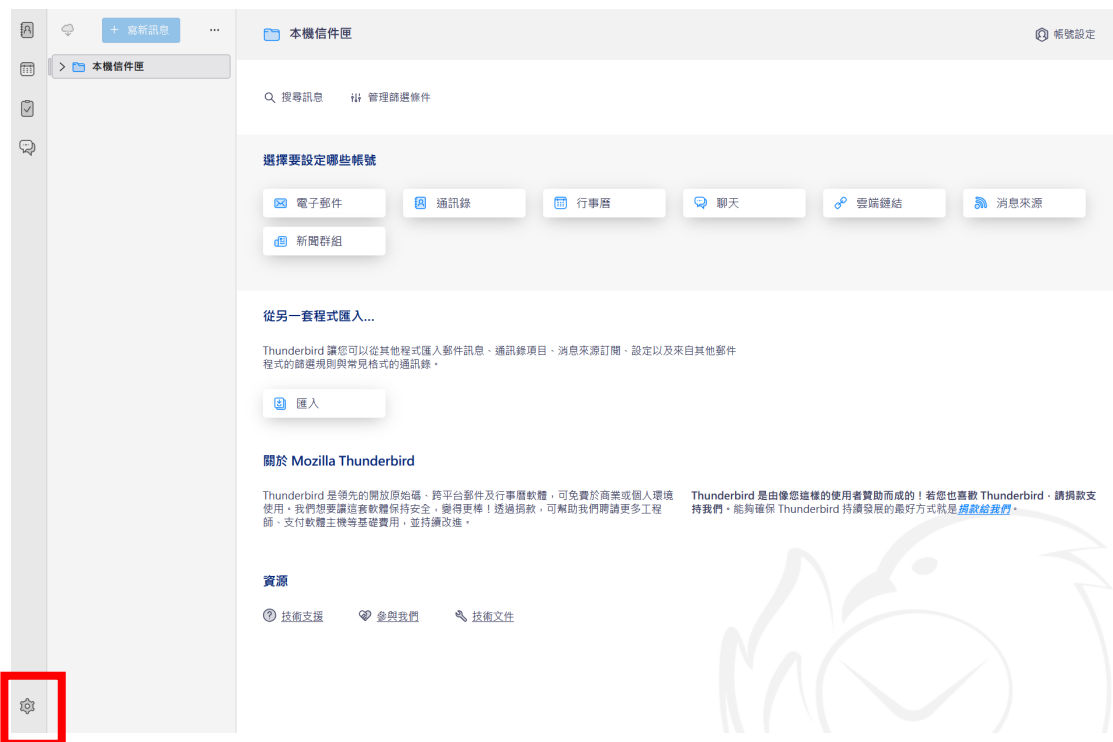 + 寫新訊息 ...
本機信件匣
本機信件匣
帳號設定
搜尋訊息
管理篩選條件
選擇要設定哪些帳號
電子郵件
通訊錄
行事曆
聊天
雲端鏈結
消息來源
新聞群組
從另一套程式匯入...
Thunderbird 讓您可以從其他程式匯入郵件訊息、通訊錄項目、消息來源訂閱、設定以及來自其他郵件
程式的篩選規則與常見格式的通訊錄。
匯入
關於 Mozilla Thunderbird
Thunderbird 是領先的開放原始碼、跨平台郵件及行事曆軟體，可免費於商業或個人環境
使用。我們想要讓這套軟體保持安全，變得更棒！透過捐款，可幫助我們聘請更多工程
師、支付軟體主機等基礎費用，並持續改進。
Thunderbird 是由像您這樣的使用者贊助而成的！若您也喜歡 Thunderbird、請捐款支
持我們。能夠確保 Thunderbird 持續發展的最好方式就是捐款給我們。
資源
技術支援
參與我們
技術文件